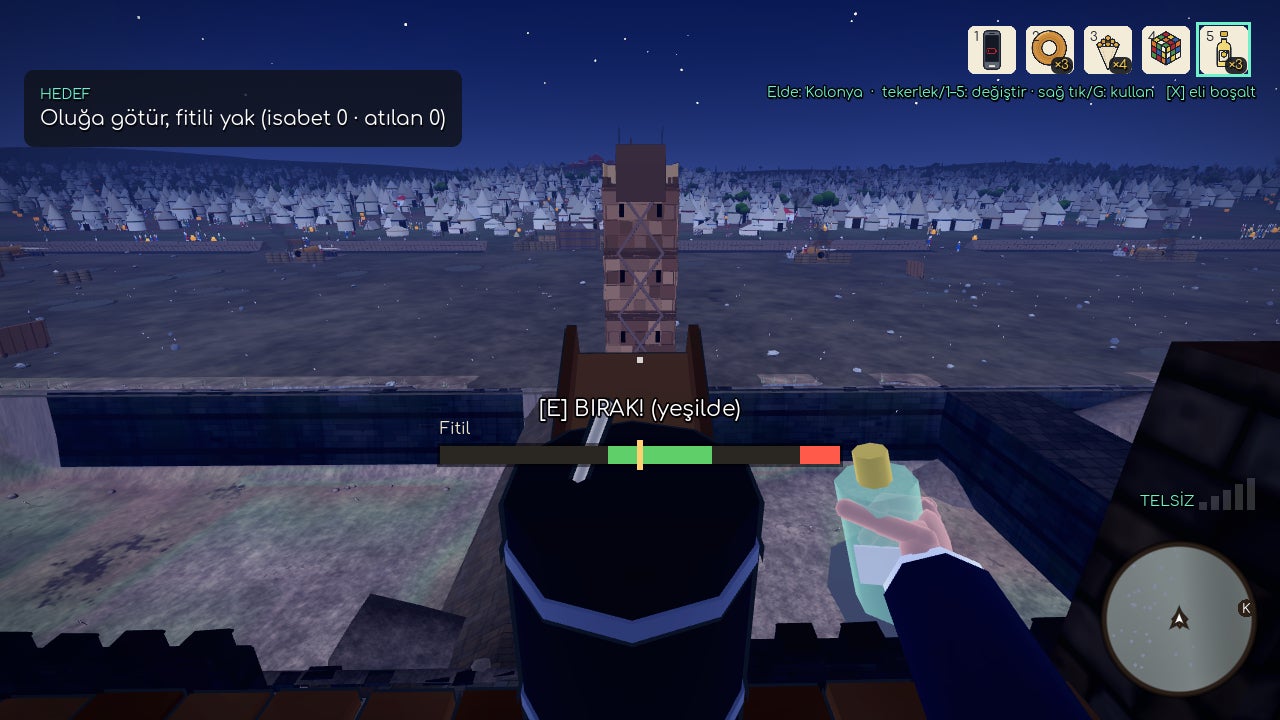 1
2
×3
3
×4
4
5
×3
Elde: Kolonya · tekerlek/1–5: değiştir · sağ tık/G: kullan [X] eli boşalt
HEDEF
Oluğa götür, fitili yak (isabet 0 · atılan 0)
[E] BIRAK! (yeşilde)
Fitil
TELSİZ
K